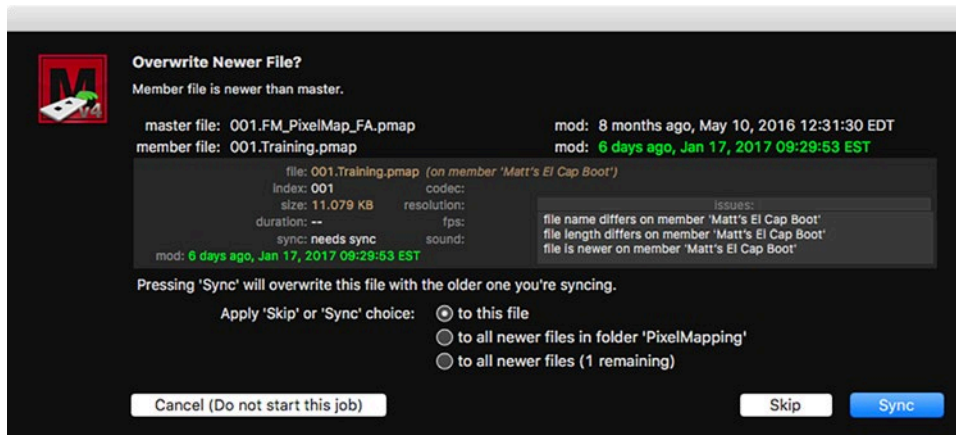 M
v4
Overwrite Newer File?
Member file is newer than master.
master file: 001.FM_PixelMap_FA.pmap mod: 8 months ago, May 10, 2016 12:31:30 EDT
member file: 001.Training.pmap mod: 6 days ago, Jan 17, 2017 09:29:53 EST
file: 001.Training.pmap (on member 'Matt's El Cap Boot')
index: 001 codec:
size: 11.079 KB resolution:
duration: -- fps:
sync: needs sync sound:
mod: 6 days ago, Jan 17, 2017 09:29:53 EST
issues:
file name differs on member 'Matt's El Cap Boot'
file length differs on member 'Matt's El Cap Boot'
file is newer on member 'Matt's El Cap Boot'
Pressing 'Sync' will overwrite this file with the older one you're syncing.
Apply 'Skip' or 'Sync' choice: to this file
to all newer files in folder 'PixelMapping'
to all newer files (1 remaining)
Cancel (Do not start this job) Skip Sync